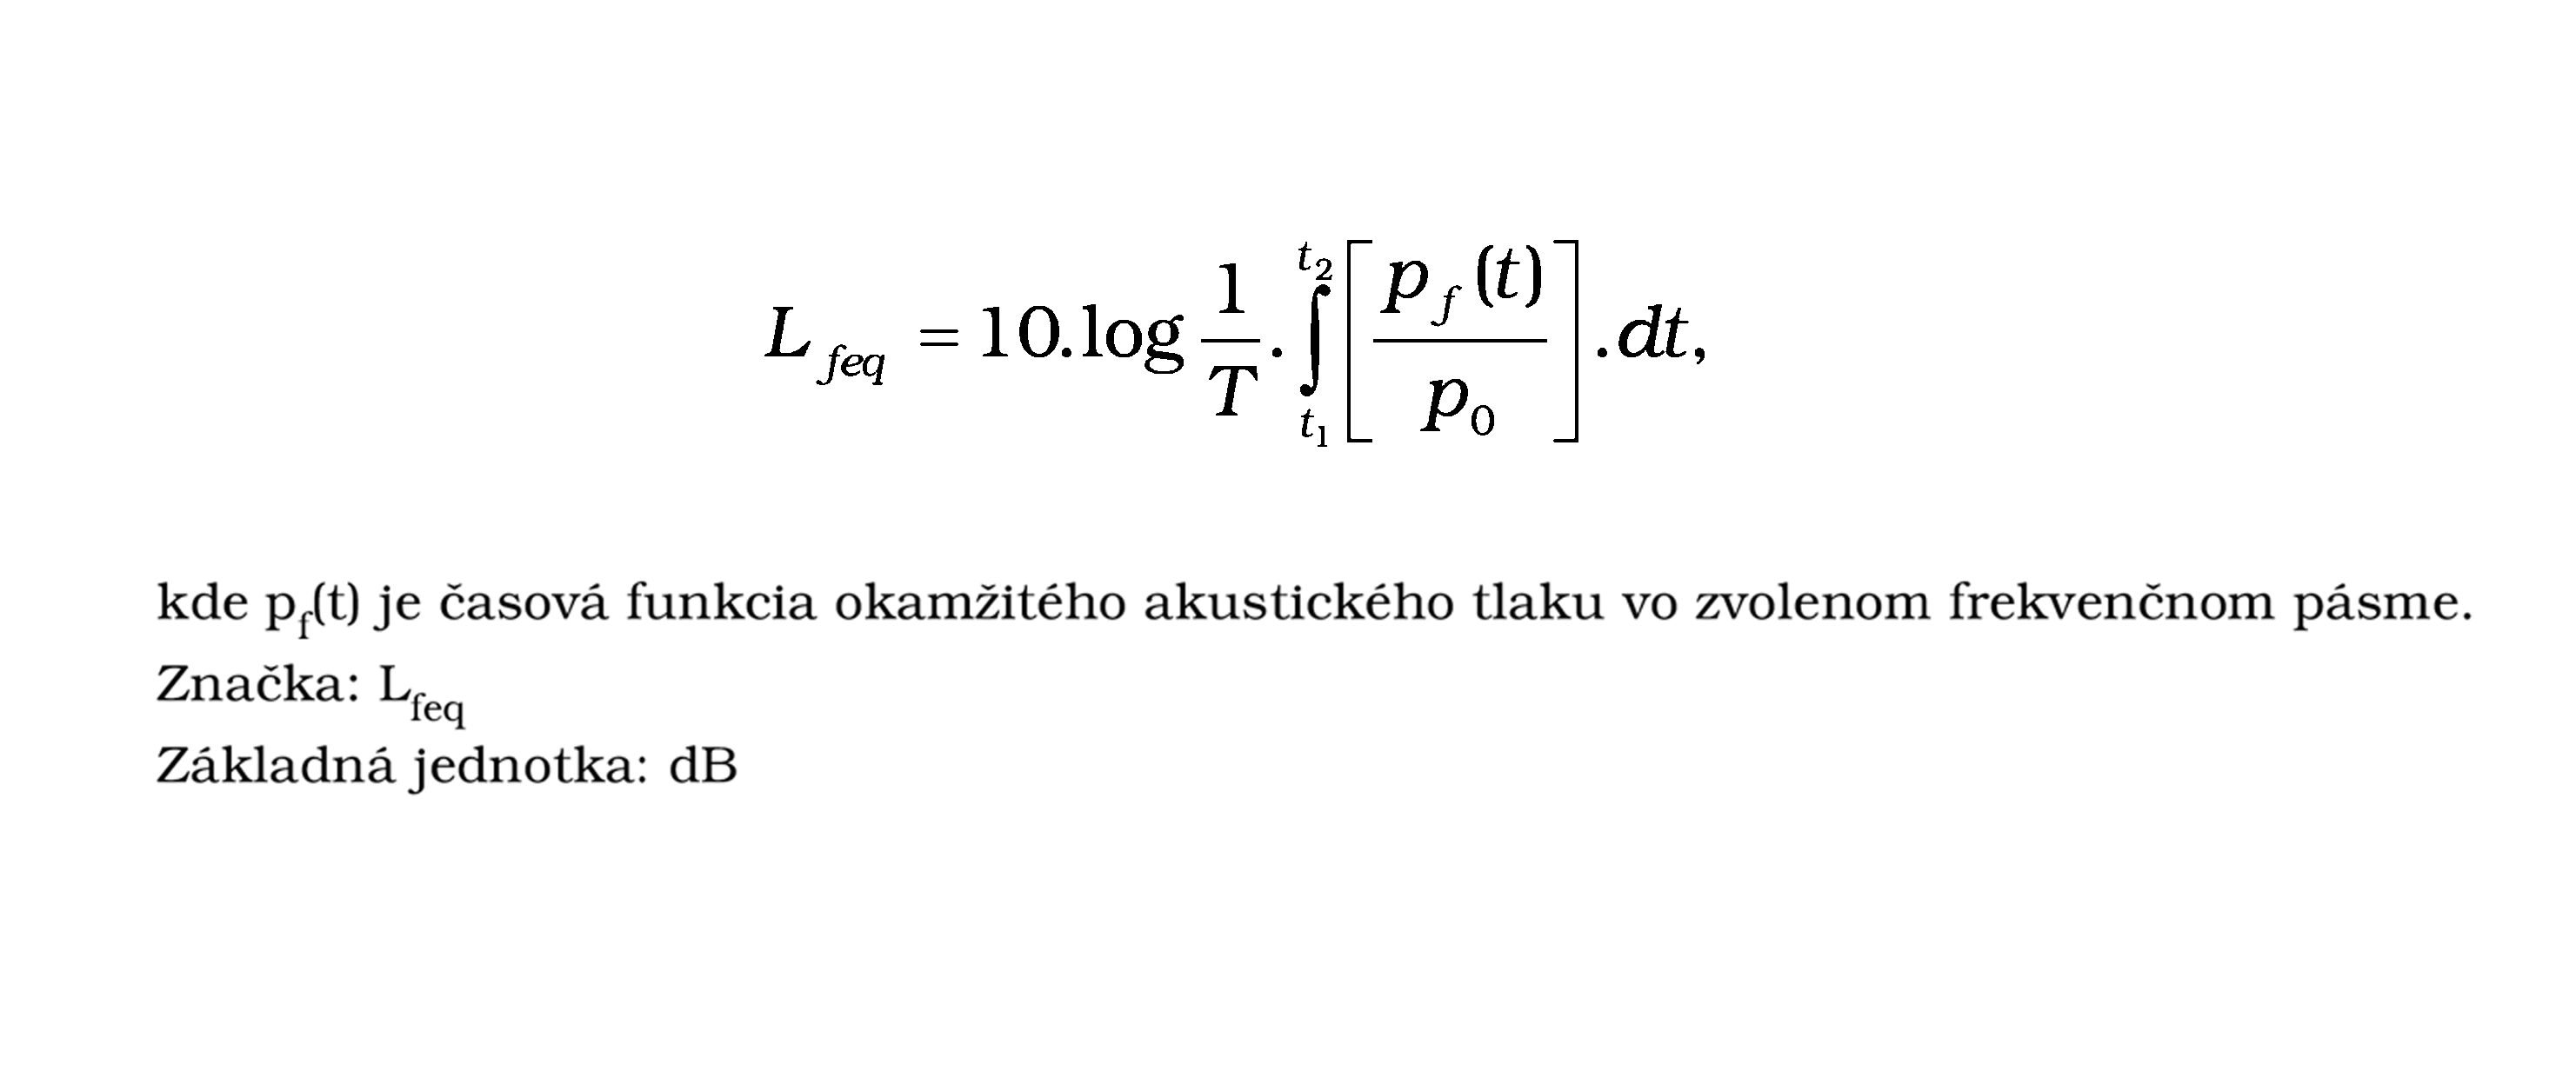 L_feq = 10.log 1/T . ∫_{t₁}^{t₂} [p_f(t)/p₀] .dt,
kde p_f(t) je časová funkcia okamžitého akustického tlaku vo zvolenom frekvenčnom pásme.
Značka: L_feq
Základná jednotka: dB